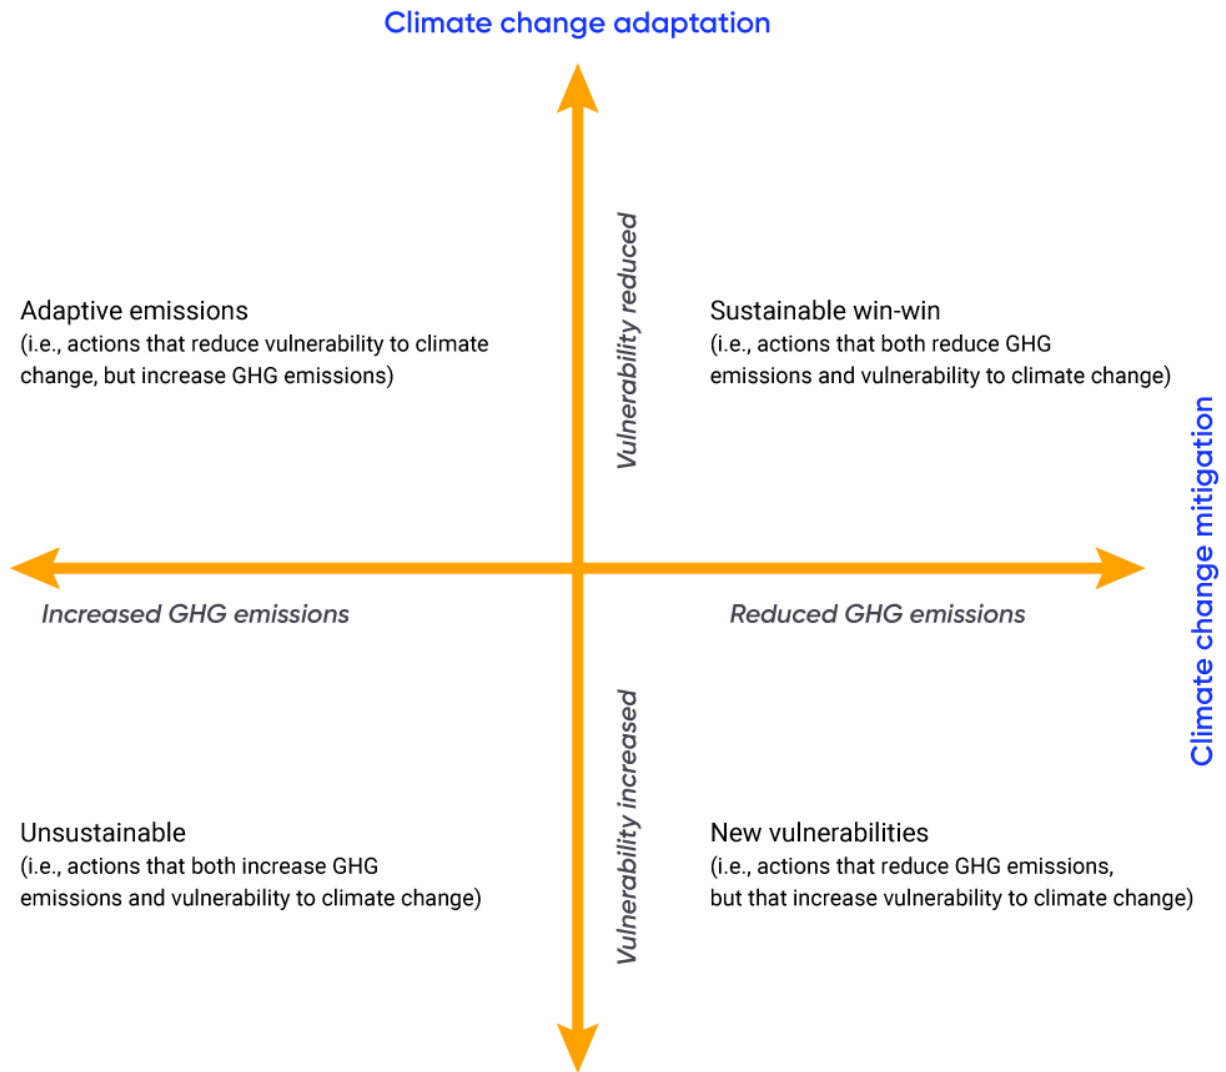 Climate change adaptation
Vulnerability reduced
Adaptive emissions
(i.e., actions that reduce vulnerability to climate
change, but increase GHG emissions)
Sustainable win-win
(i.e., actions that both reduce GHG
emissions and vulnerability to climate change)
Climate change mitigation
Increased GHG emissions
Reduced GHG emissions
Vulnerability increased
Unsustainable
(i.e., actions that both increase GHG
emissions and vulnerability to climate change)
New vulnerabilities
(i.e., actions that reduce GHG emissions,
but that increase vulnerability to climate change)